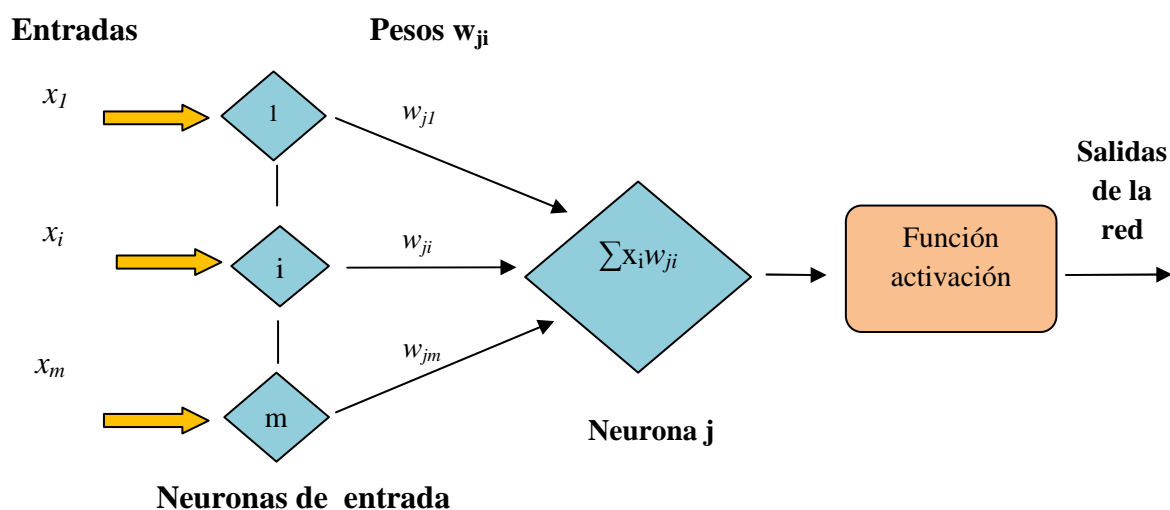 Entradas
Pesos wji
x1
1
wj1
Salidas
de la
red
xi
i
wji
∑xiwji
Función
activación
xm
m
wjm
Neurona j
Neuronas de entrada